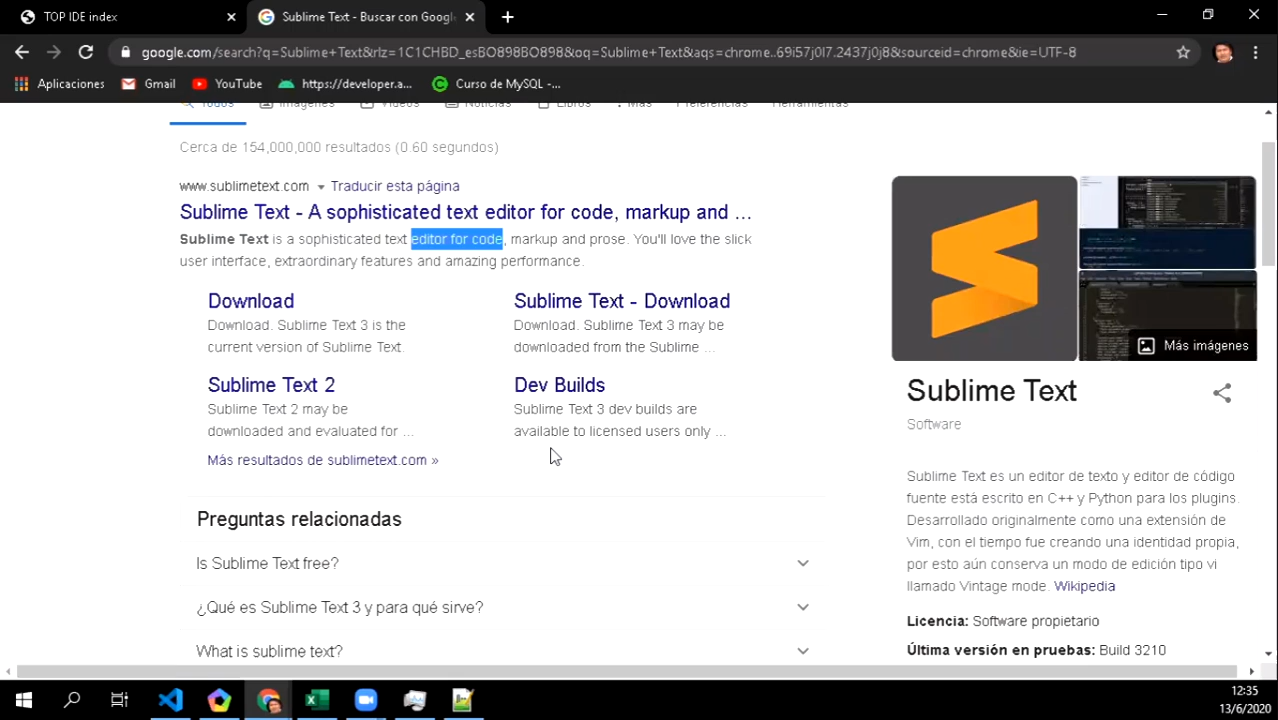 TOP IDE index
Sublime Text - Buscar con Google
google.com/search?q=Sublime+Text&rlz=1C1CHBD_esBO898BO898&oq=Sublime+Text&aqs=chrome..69i57j0l7.2437j0j8&sourceid=chrome&ie=UTF-8
Aplicaciones Gmail YouTube https://developer.a... Curso de MySQL -...
Todos Imágenes Vídeos Noticias Libros Más Preferencias Herramientas
Cerca de 154,000,000 resultados (0.60 segundos)
www.sublimetext.com Traducir esta página
Sublime Text - A sophisticated text editor for code, markup and ...
Sublime Text is a sophisticated text editor for code, markup and prose. You'll love the slick
user interface, extraordinary features and amazing performance.
Download
Download. Sublime Text 3 is the
current version of Sublime Text.
Sublime Text - Download
Download. Sublime Text 3 may be
downloaded from the Sublime ...
Sublime Text 2
Sublime Text 2 may be
downloaded and evaluated for ...
Dev Builds
Sublime Text 3 dev builds are
available to licensed users only ...
Más resultados de sublimetext.com »
Preguntas relacionadas
Is Sublime Text free?
¿Qué es Sublime Text 3 y para qué sirve?
What is sublime text?
Más imágenes
Sublime Text
Software
Sublime Text es un editor de texto y editor de código
fuente está escrito en C++ y Python para los plugins.
Desarrollado originalmente como una extensión de
Vim, con el tiempo fue creando una identidad propia,
por esto aún conserva un modo de edición tipo vi
llamado Vintage mode. Wikipedia
Licencia: Software propietario
Última versión en pruebas: Build 3210
12:35
13/6/2020